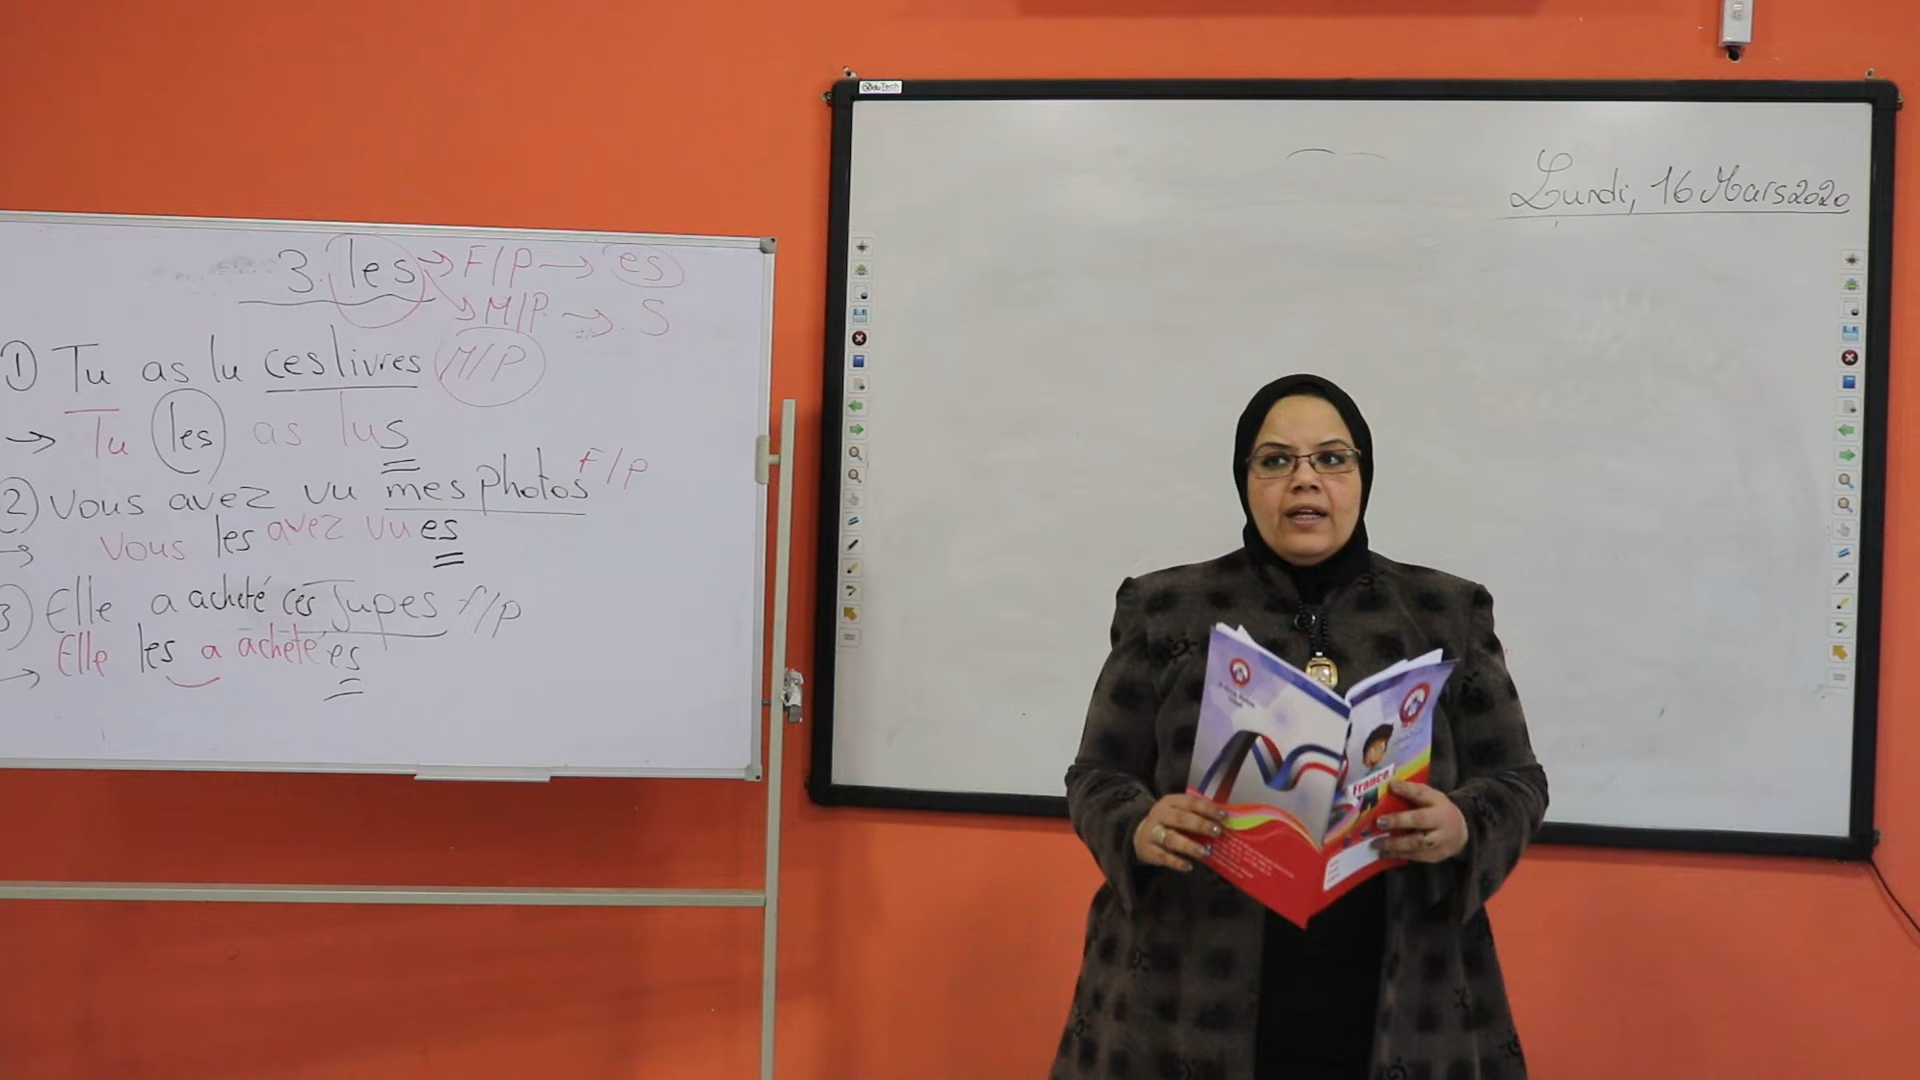 3. les → F/P → es
→ M/P → S
① Tu as lu ces livres M/P
→ Tu les as lus
② Vous avez vu mes photos F/P
→ Vous les avez vues
3) Elle a acheté ces Jupes f/p
→ Elle les a achetées
EduTech
Lundi, 16 Mars 2020
France